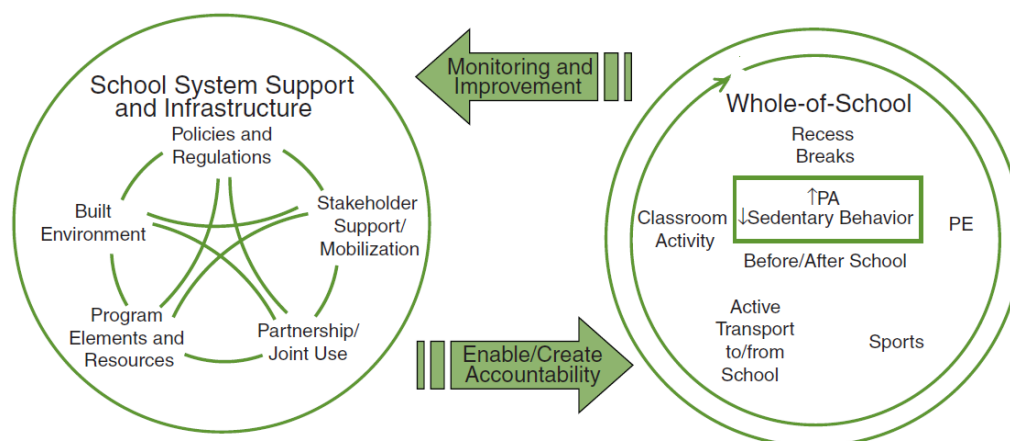 School System Support
and Infrastructure
Policies and
Regulations
Stakeholder
Support/
Mobilization
Partnership/
Joint Use
Program
Elements and
Resources
Built
Environment
Monitoring and
Improvement
Enable/Create
Accountability
Whole-of-School
Recess
Breaks
↑PA
↓Sedentary Behavior
Classroom
Activity
PE
Before/After School
Active
Transport
to/from
School
Sports